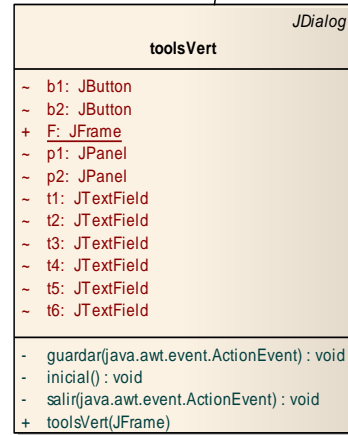 JDialog
toolsVert
~ b1: JButton
~ b2: JButton
+ F: JFrame
~ p1: JPanel
~ p2: JPanel
~ t1: JTextField
~ t2: JTextField
~ t3: JTextField
~ t4: JTextField
~ t5: JTextField
~ t6: JTextField
- guardar(java.awt.event.ActionEvent) : void
- inicial() : void
- salir(java.awt.event.ActionEvent) : void
+ toolsVert(JFrame)